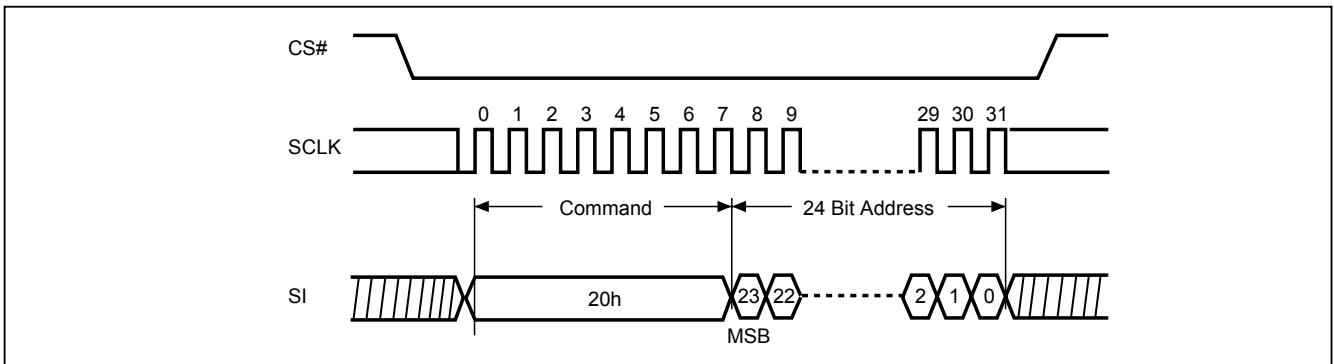 CS#
0 1 2 3 4 5 6 7 8 9 29 30 31
SCLK
Command 24 Bit Address
SI 20h 23 22 2 1 0
MSB